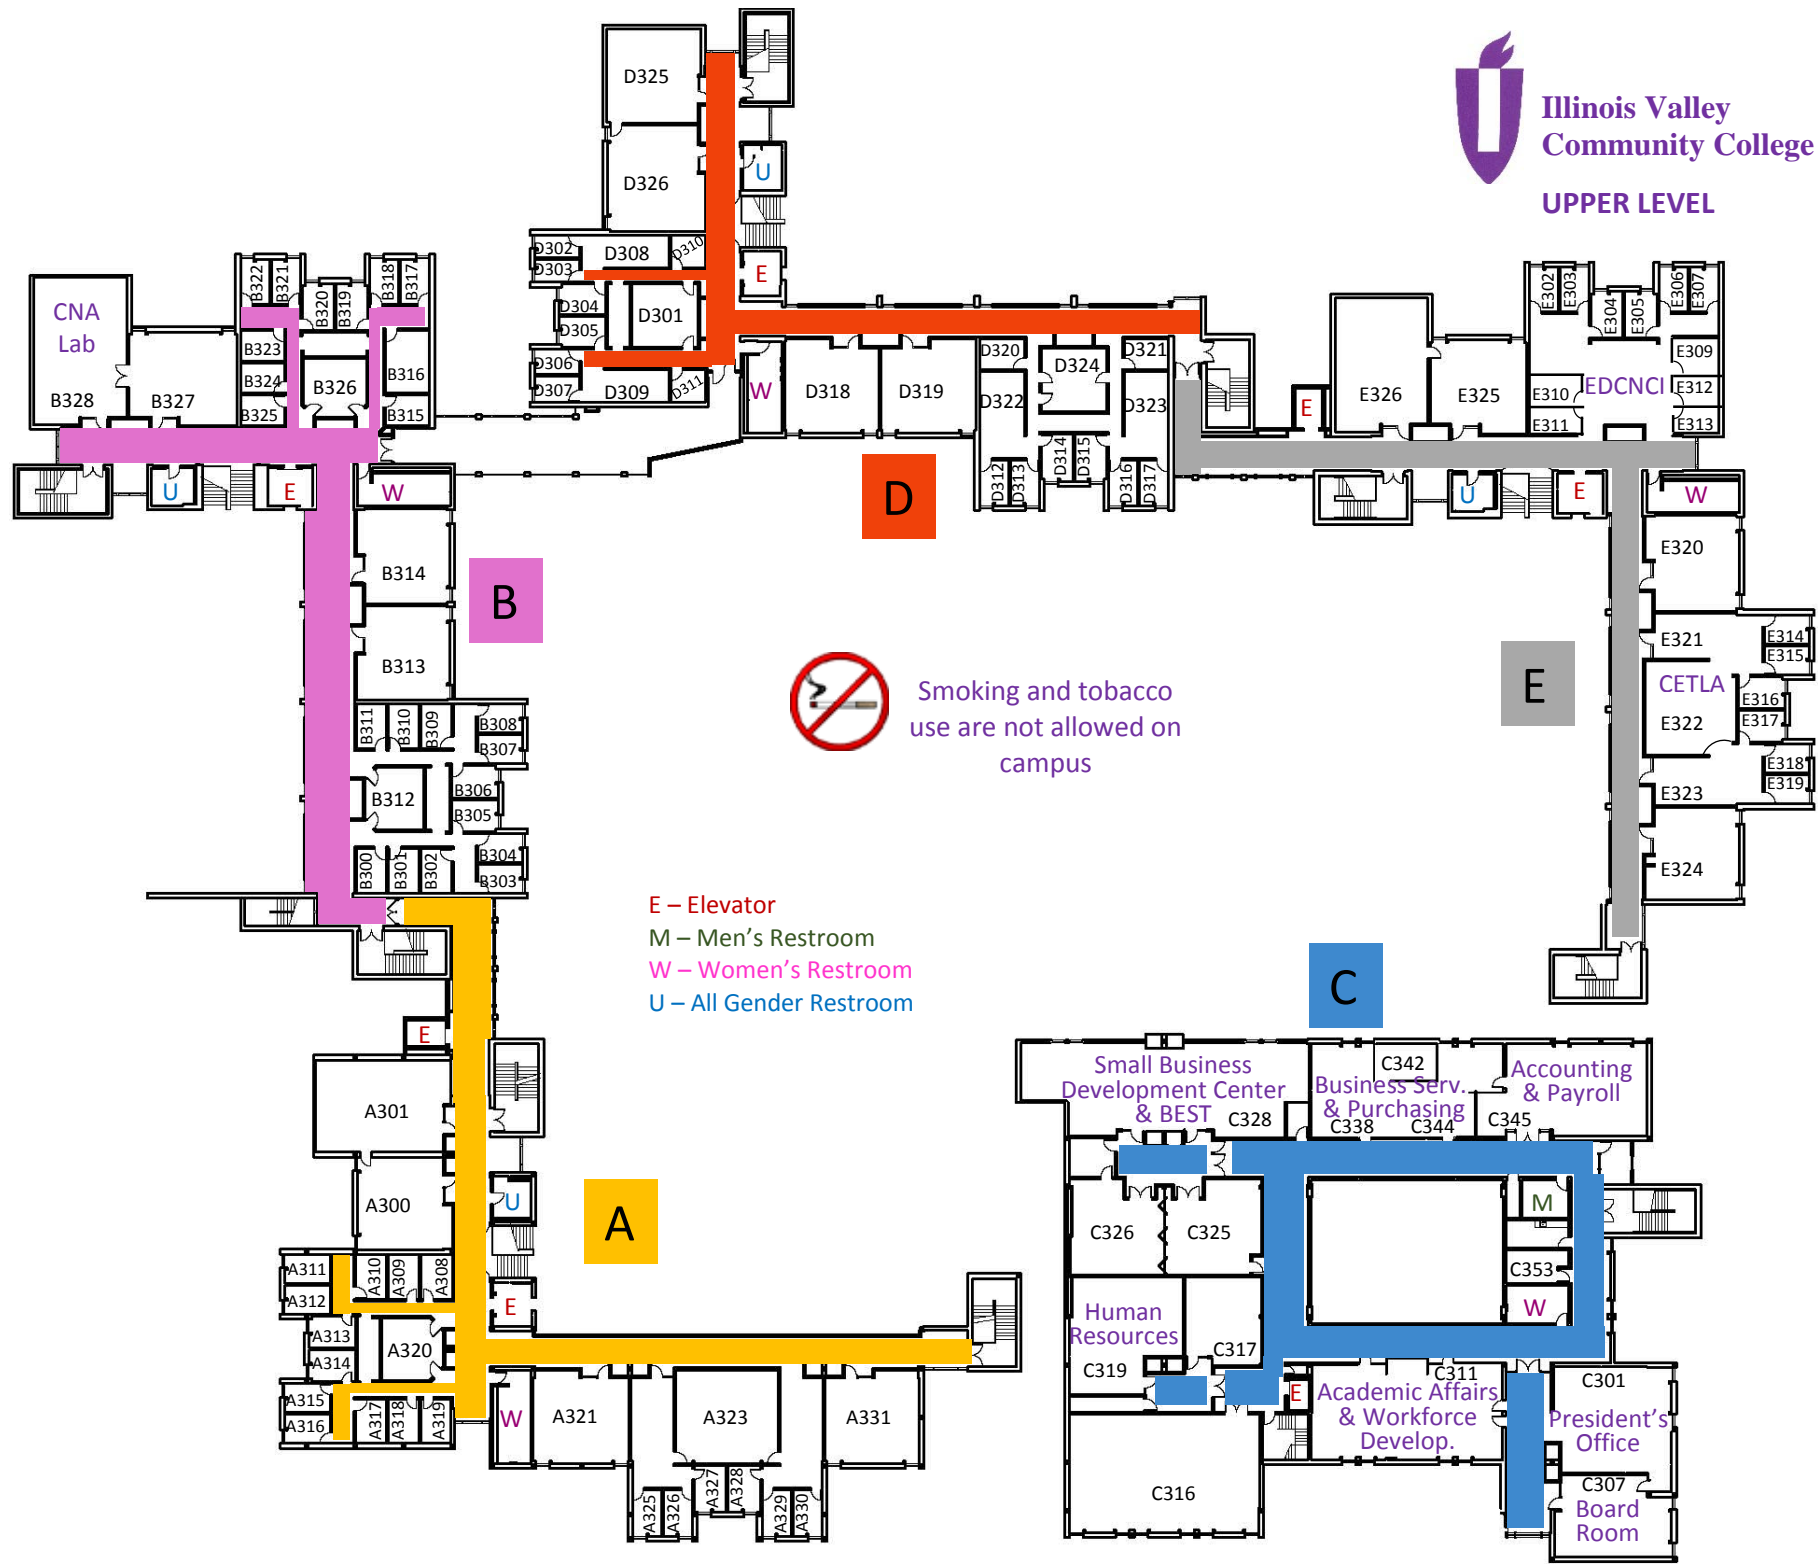 Illinois Valley
Community College
UPPER LEVEL
D325
D326
U
D302
D303
D308
D310
E
D304
D305
D301
D306
D307
D309
D311
W
D318
D319
D320
D321
D324
D322
D323
D312
D313
D314
D315
D316
D317
D
CNA
Lab
B328
B327
B322
B321
B320
B319
B318
B317
B323
B324
B325
B326
B316
B315
U
E
W
B314
B313
B
B311
B310
B309
B308
B307
B312
B306
B305
B300
B301
B302
B304
B303
E302
E303
E304
E305
E306
E307
E326
E325
E
E309
EDCNCI
E310
E312
E311
E313
U
E
W
E320
E321
E314
E315
CETLA
E316
E322
E317
E318
E323
E319
E324
E
Smoking and tobacco
use are not allowed on
campus
E – Elevator
M – Men's Restroom
W – Women's Restroom
U – All Gender Restroom
E
A301
A300
U
A
A311
A312
A310
A309
A308
E
A313
A314
A320
A315
A316
A317
A318
A319
W
A321
A323
A331
A325
A326
A327
A328
A329
A330
C
Small Business
Development Center
& BEST
C328
C342
Business Serv.
& Purchasing
C338
C344
Accounting
& Payroll
C345
C326
C325
M
C353
W
Human
Resources
C319
C317
E
C311
Academic Affairs
& Workforce
Develop.
C301
President's
Office
C307
Board
Room
C316